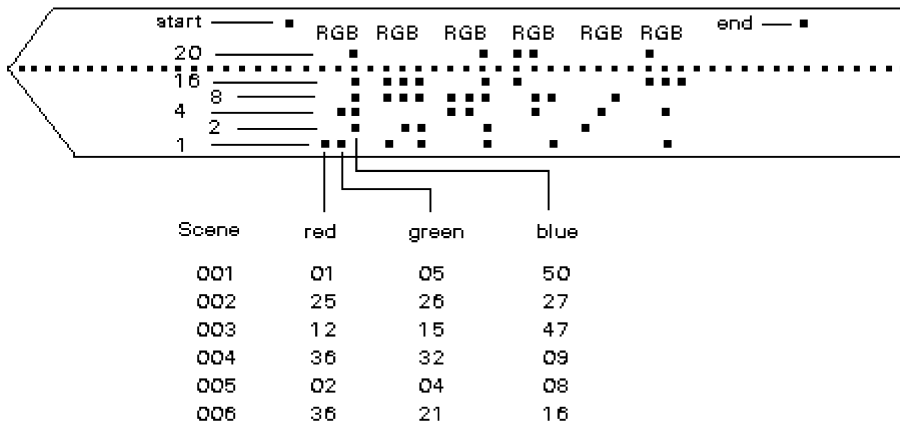 start
end
RGB RGB RGB RGB RGB RGB
20
16
8
4
2
1
Scene red green blue
001 01 05 50
002 25 26 27
003 12 15 47
004 36 32 09
005 02 04 08
006 36 21 16